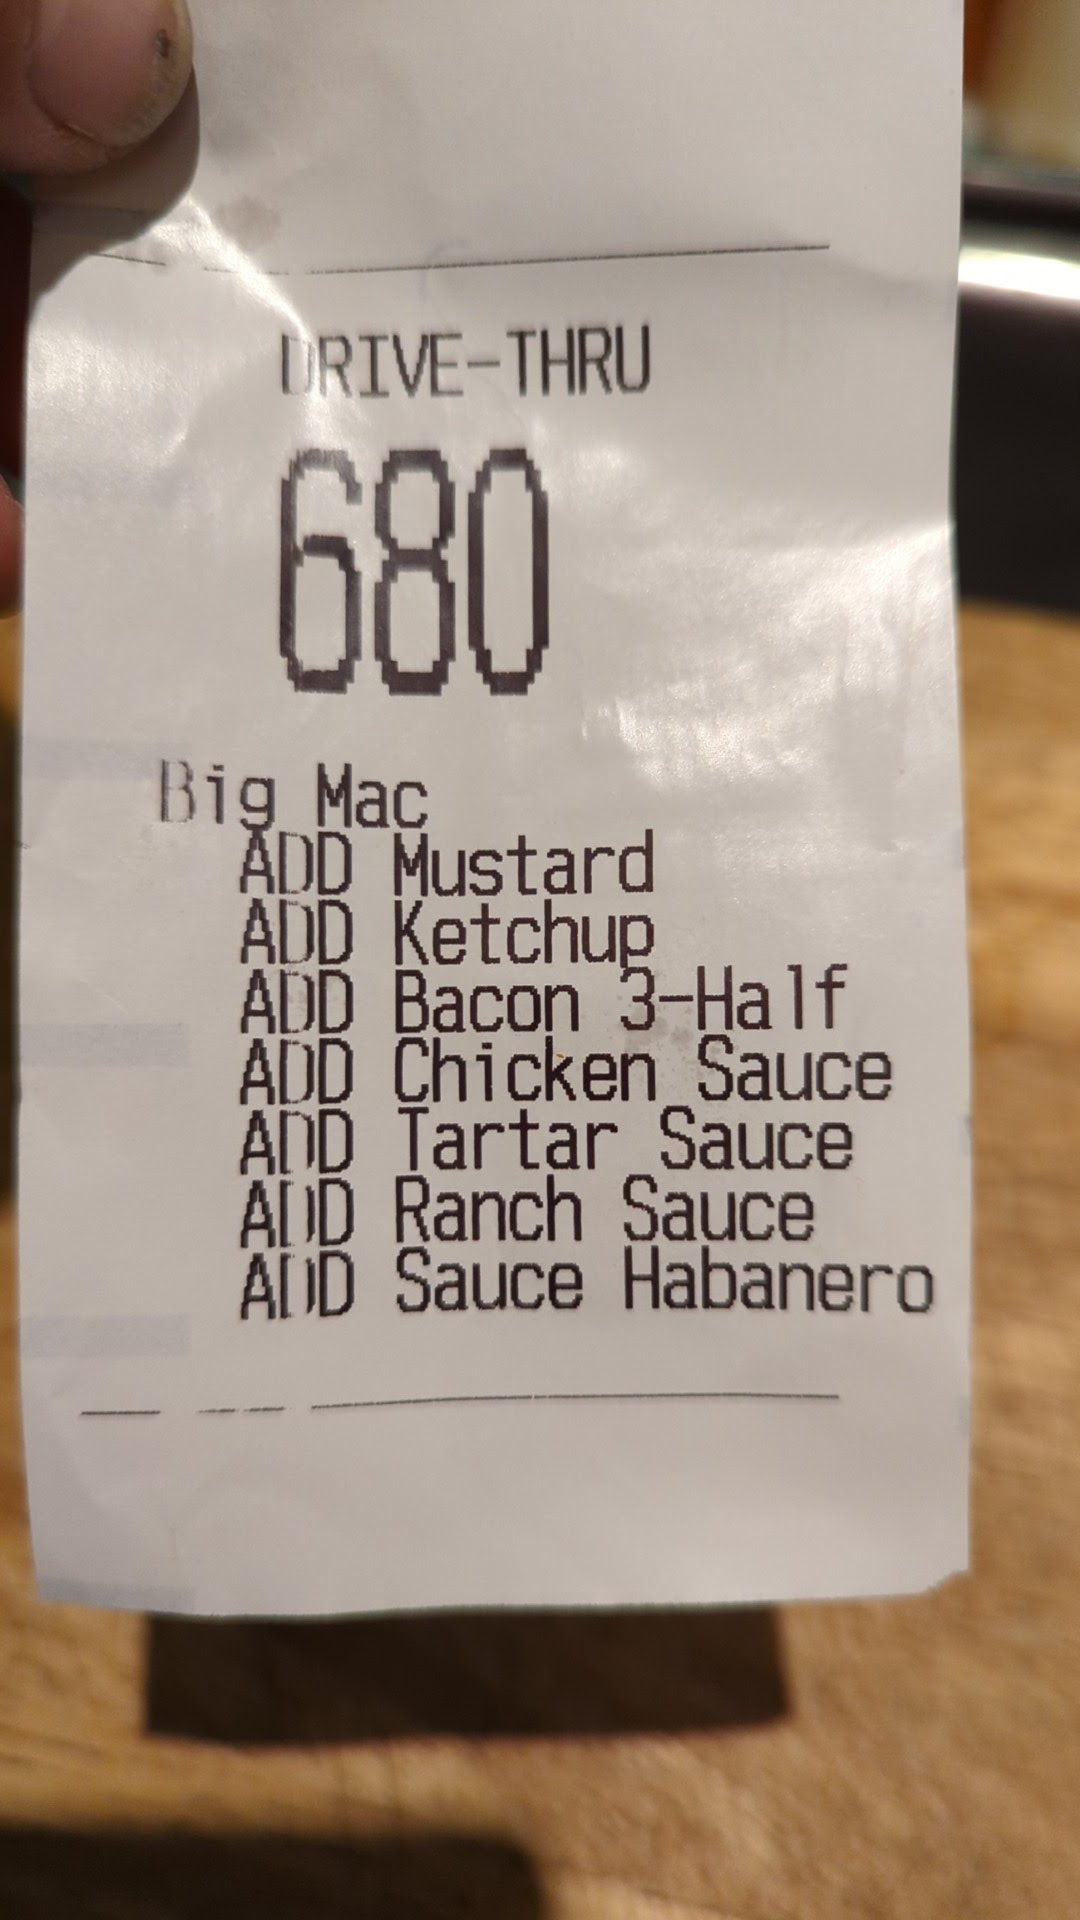 DRIVE-THRU
680
Big Mac
ADD Mustard
ADD Ketchup
ADD Bacon 3-Half
ADD Chicken Sauce
ADD Tartar Sauce
ADD Ranch Sauce
ADD Sauce Habanero